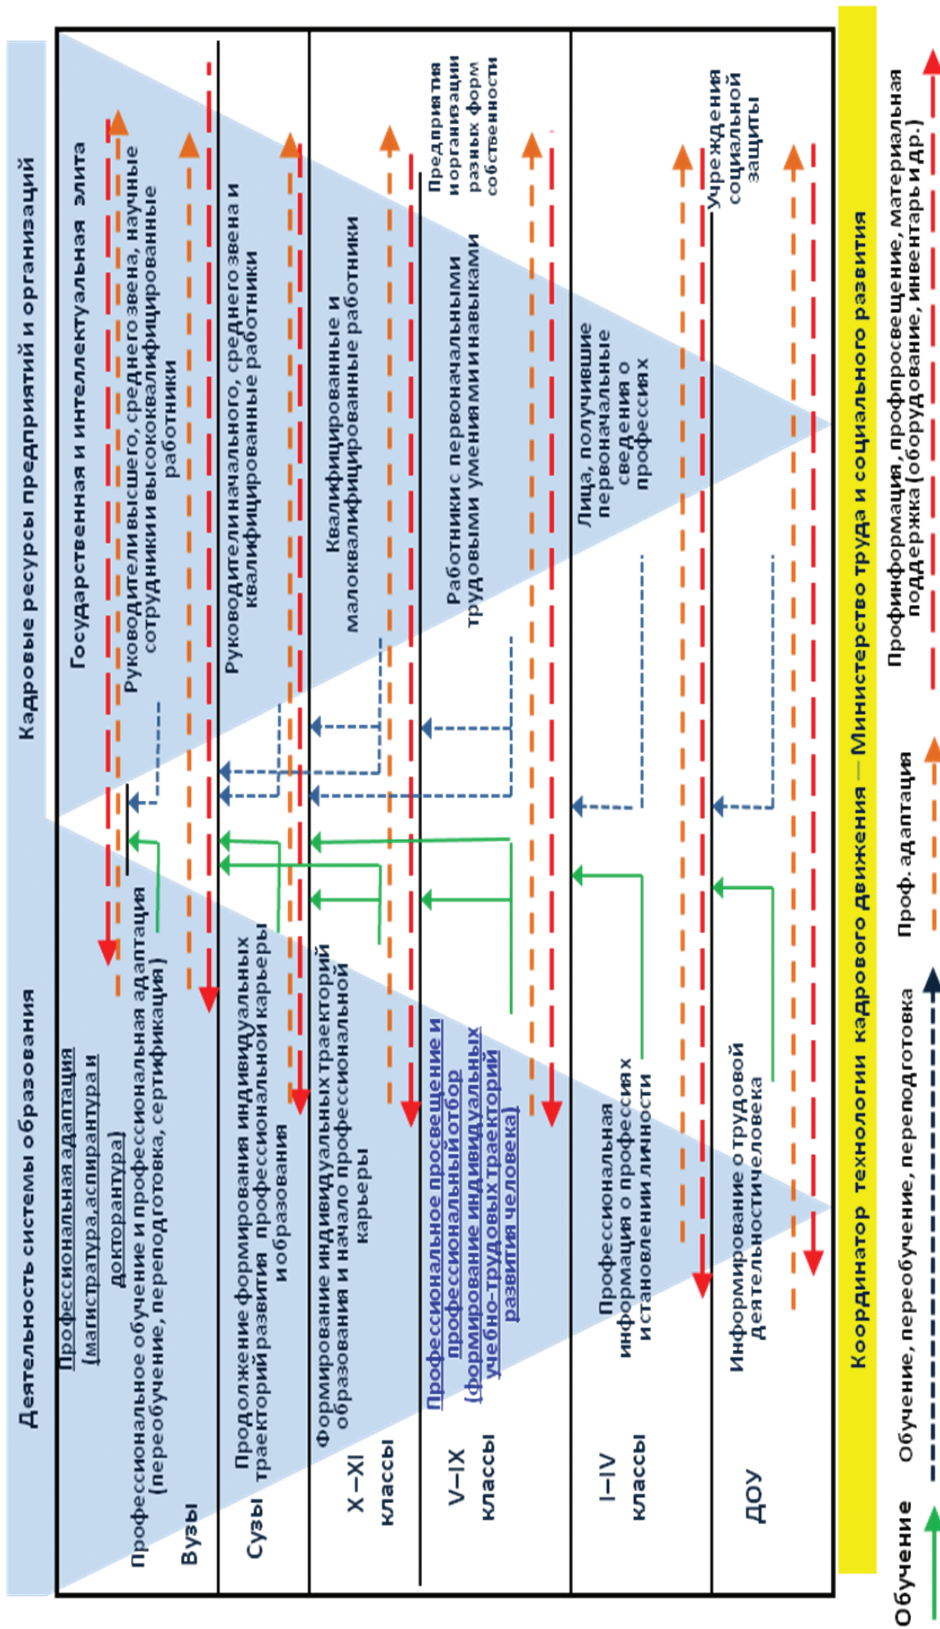 Деятельность системы образования
Кадровые ресурсы предприятий и организаций
Профессиональная адаптация
(магистратура, аспирантура и
докторантура)
Государственная и интеллектуальная элита
Профессиональное обучение и профессиональная адаптация
(переобучение, переподготовка, сертификация)
Вузы
Руководители высшего, среднего звена, научные
сотрудники и высококвалифицированные
работники
Сузы
Продолжение формирования индивидуальных
траекторий развития профессиональной карьеры
и образования
Руководители начального, среднего звена и
квалифицированные работники
X –XI
классы
Формирование индивидуальных траекторий
образования и начало профессиональной
карьеры
Квалифицированные и
малоквалифицированные работники
V–IX
классы
Профессиональное просвещение и
профессиональный отбор
(формирование индивидуальных
учебно-трудовых траекторий
развития человека)
Работники с первоначальными
трудовыми умениями и навыками
Предприятия
и организации
разных форм
собственности
I–IV
классы
Профессиональная
информация о профессиях
и становлении личности
Лица, получившие
первоначальные
сведения о
профессиях
ДОУ
Информирование о трудовой
деятельности человека
Учреждения
социальной
защиты
Координатор технологии кадрового движения — Министерство труда и социального развития
Обучение
Обучение, переобучение, переподготовка
Проф. адаптация
Профинформация, профпросвещение, материальная
поддержка (оборудование, инвентарь и др.)